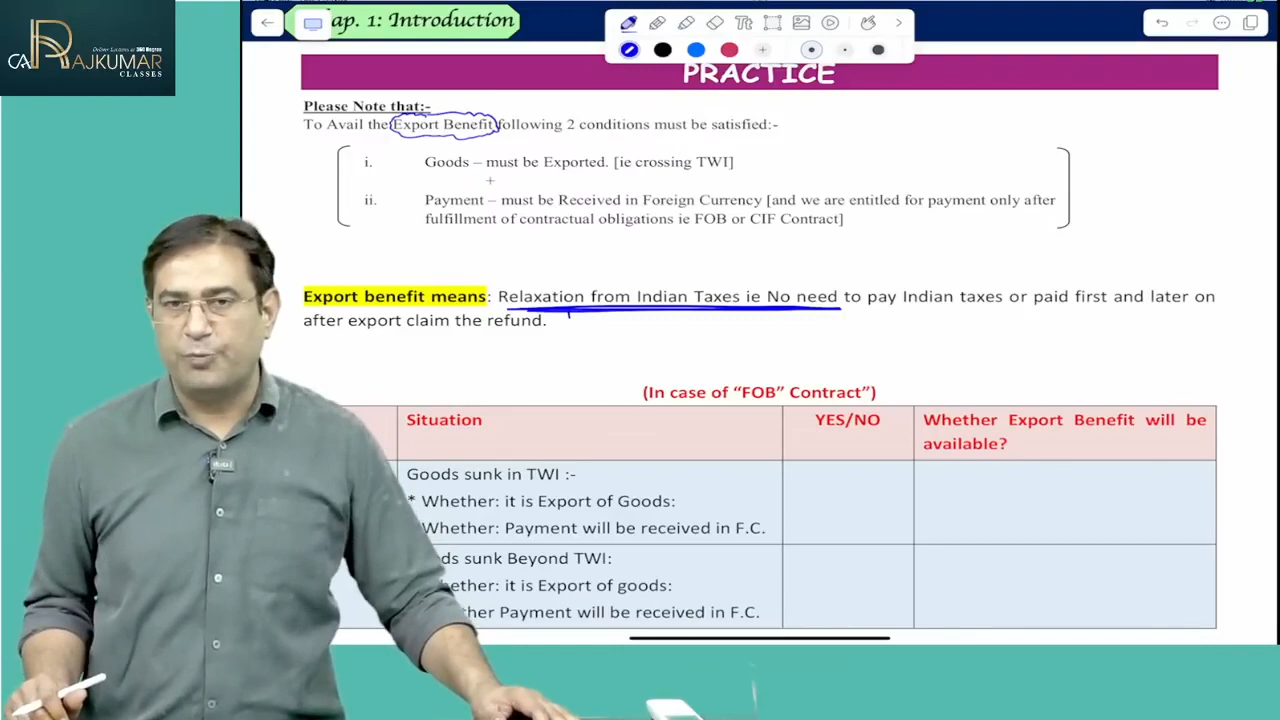 ap. 1: Introduction
Deliver Lectures at 360 Degree
CA RAJKUMAR
CLASSES
PRACTICE
Please Note that:-
To Avail the Export Benefit following 2 conditions must be satisfied:-
i. Goods – must be Exported. [ie crossing TWI]
+
ii. Payment – must be Received in Foreign Currency [and we are entitled for payment only after
fulfillment of contractual obligations ie FOB or CIF Contract]
Export benefit means: Relaxation from Indian Taxes ie No need to pay Indian taxes or paid first and later on
after export claim the refund.
(In case of “FOB” Contract”)
Situation YES/NO Whether Export Benefit will be
available?
Goods sunk in TWI :-
* Whether: it is Export of Goods:
Whether: Payment will be received in F.C.
ds sunk Beyond TWI:
hether: it is Export of goods:
ther Payment will be received in F.C.